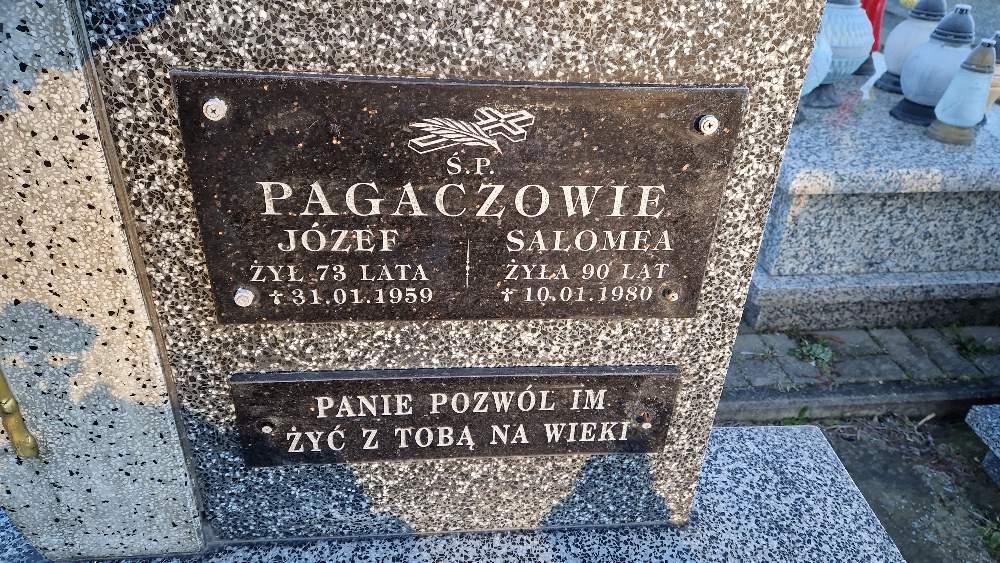 Ś.P.
PAGACZOWIE
JÓZEF SALOMEA
ŻYŁ 73 LATA ŻYŁA 90 LAT
✝ 31.01.1959 ✝ 10.01.1980
PANIE POZWÓL IM
ŻYĆ Z TOBĄ NA WIEKI